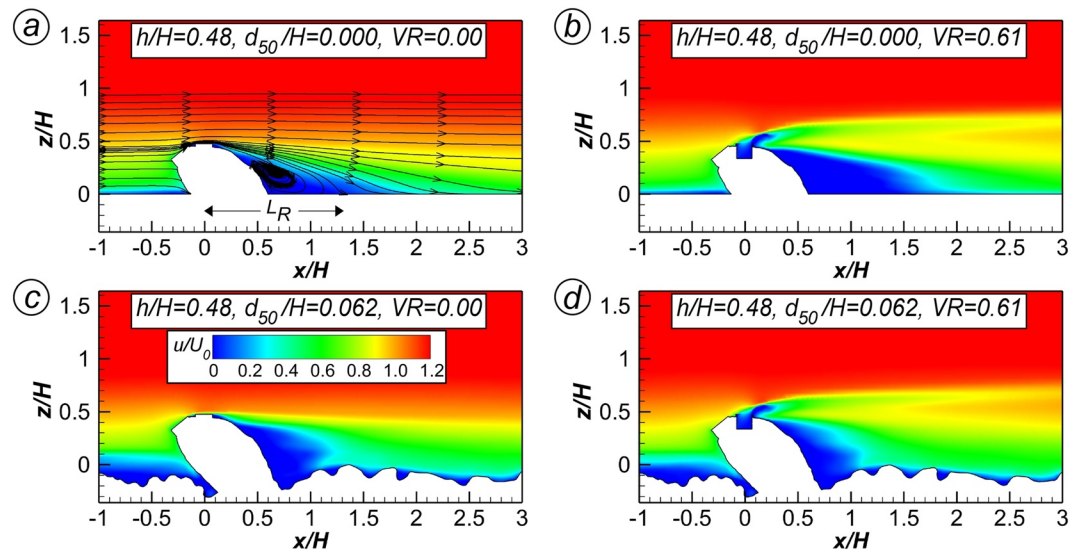 a
h/H=0.48, d50/H=0.000, VR=0.00
z/H
1.5
1
0.5
0
LR
-1 -0.5 0 0.5 1 1.5 2 2.5 3
x/H
b
h/H=0.48, d50/H=0.000, VR=0.61
z/H
1.5
1
0.5
0
-1 -0.5 0 0.5 1 1.5 2 2.5 3
x/H
c
h/H=0.48, d50/H=0.062, VR=0.00
u/U0
0 0.2 0.4 0.6 0.8 1.0 1.2
z/H
1.5
1
0.5
0
-1 -0.5 0 0.5 1 1.5 2 2.5 3
x/H
d
h/H=0.48, d50/H=0.062, VR=0.61
z/H
1.5
1
0.5
0
-1 -0.5 0 0.5 1 1.5 2 2.5 3
x/H